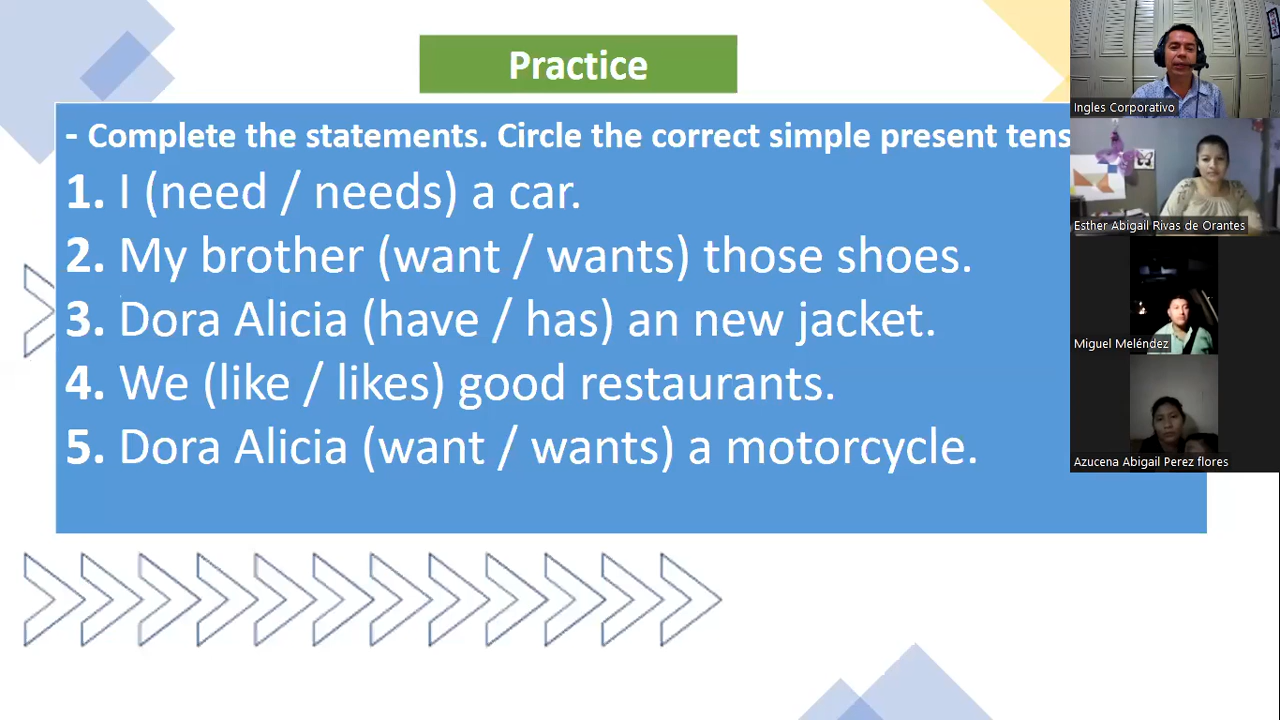 Practice
- Complete the statements. Circle the correct simple present tens
1. I (need / needs) a car.
2. My brother (want / wants) those shoes.
3. Dora Alicia (have / has) an new jacket.
4. We (like / likes) good restaurants.
5. Dora Alicia (want / wants) a motorcycle.
Ingles Corporativo
Esther Abigail Rivas de Orantes
Miguel Meléndez
Azucena Abigail Perez flores